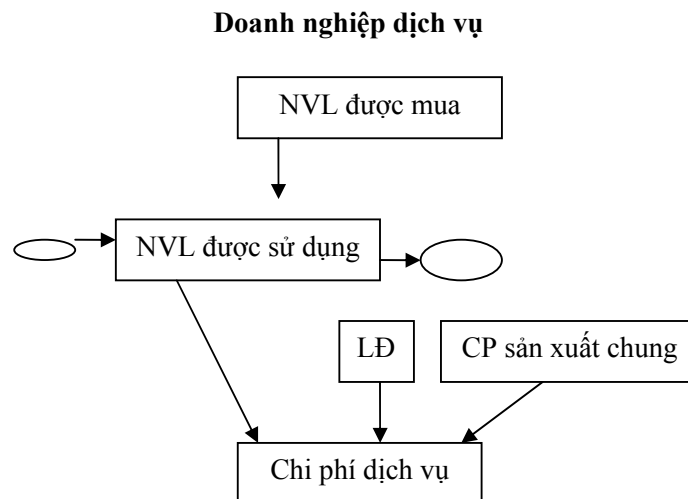 Doanh nghiệp dịch vụ
NVL được mua
NVL được sử dụng
LĐ
CP sản xuất chung
Chi phí dịch vụ